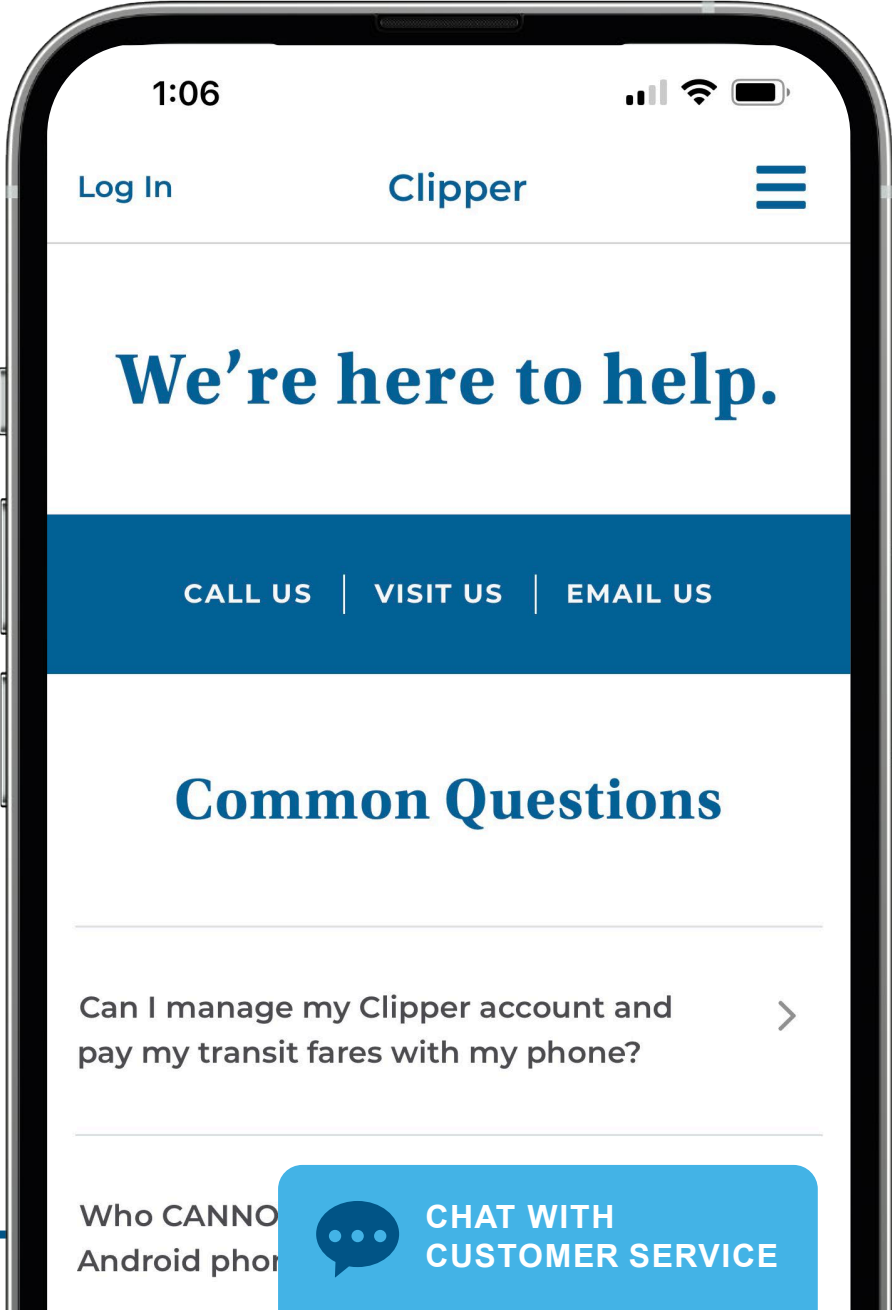 1:06
Log In Clipper
We’re here to help.
CALL US VISIT US EMAIL US
Common Questions
Can I manage my Clipper account and
pay my transit fares with my phone?
Who
Android
CHAT WITH
CUSTOMER SERVICE